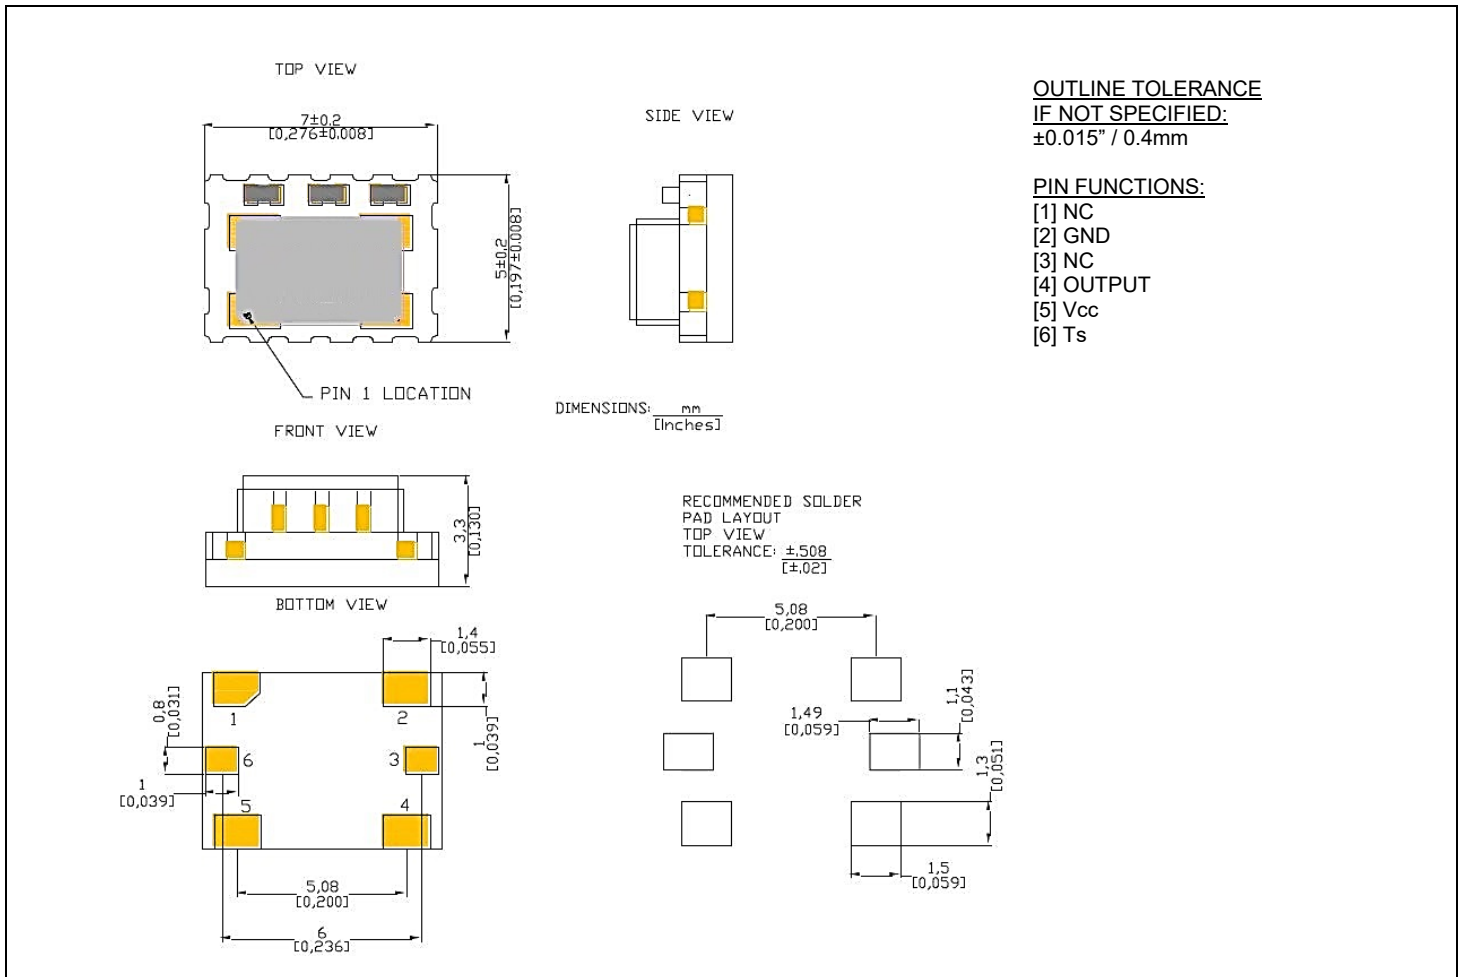 TOP VIEW
7±0.2
[0,276±0.008]
5±0.2
[0,197±0.008]
PIN 1 LOCATION
SIDE VIEW
OUTLINE TOLERANCE
IF NOT SPECIFIED:
±0.015” / 0.4mm
PIN FUNCTIONS:
[1] NC
[2] GND
[3] NC
[4] OUTPUT
[5] Vcc
[6] Ts
DIMENSIONS: mm
[Inches]
FRONT VIEW
3,3
[0,130]
BOTTOM VIEW
1,4
[0,055]
1
2
1
[0,039]
0,8
[0,031]
6
3
1
[0,039]
5
4
5,08
[0,200]
6
[0,236]
RECOMMENDED SOLDER
PAD LAYOUT
TOP VIEW
TOLERANCE: ±.508
[±.02]
5,08
[0,200]
1,49
[0,059]
1,1
[0,043]
1,3
[0,051]
1,5
[0,059]